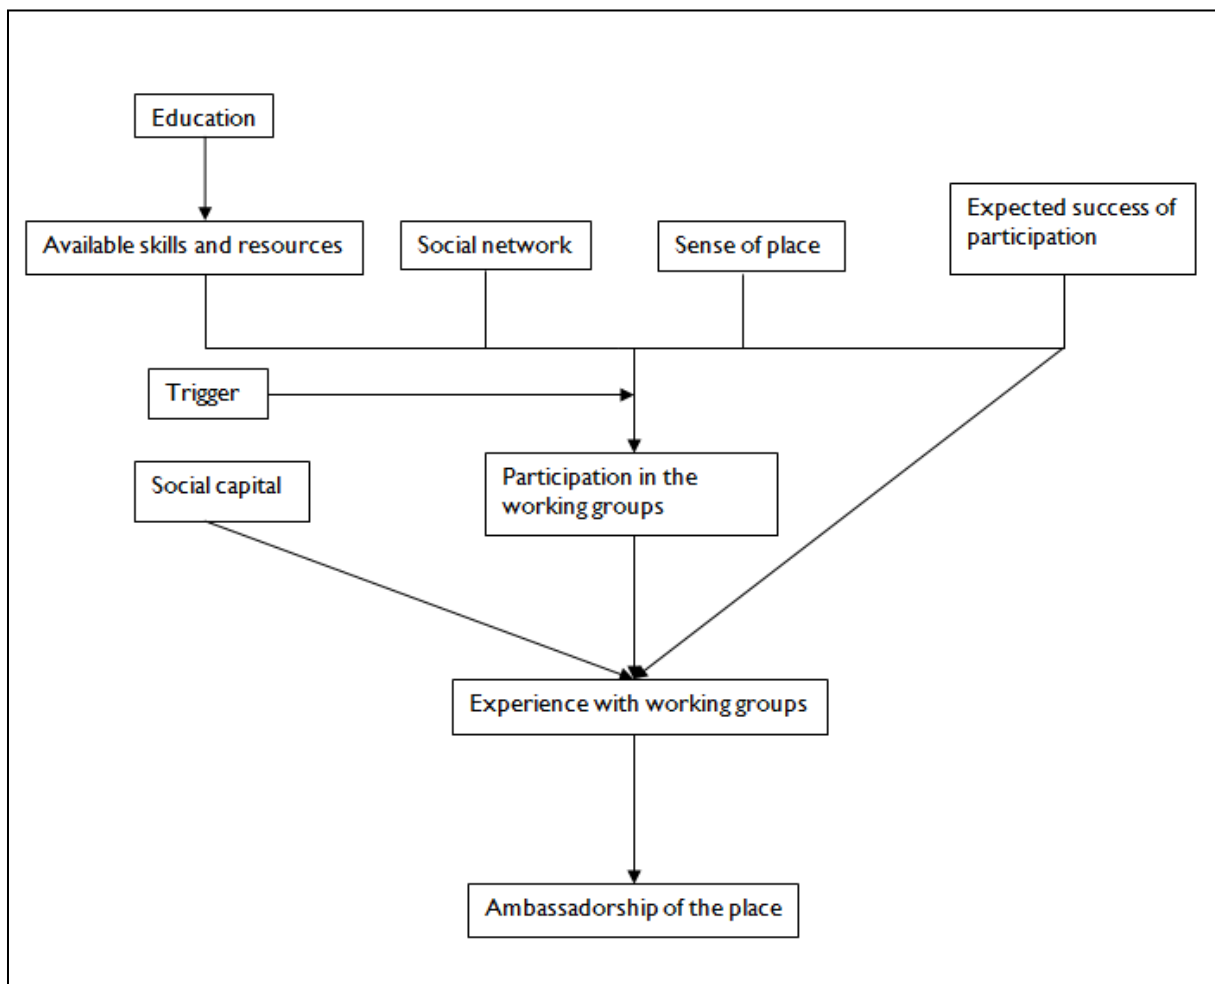 Education
Available skills and resources
Social network
Sense of place
Expected success of
participation
Trigger
Social capital
Participation in the
working groups
Experience with working groups
Ambassadorship of the place